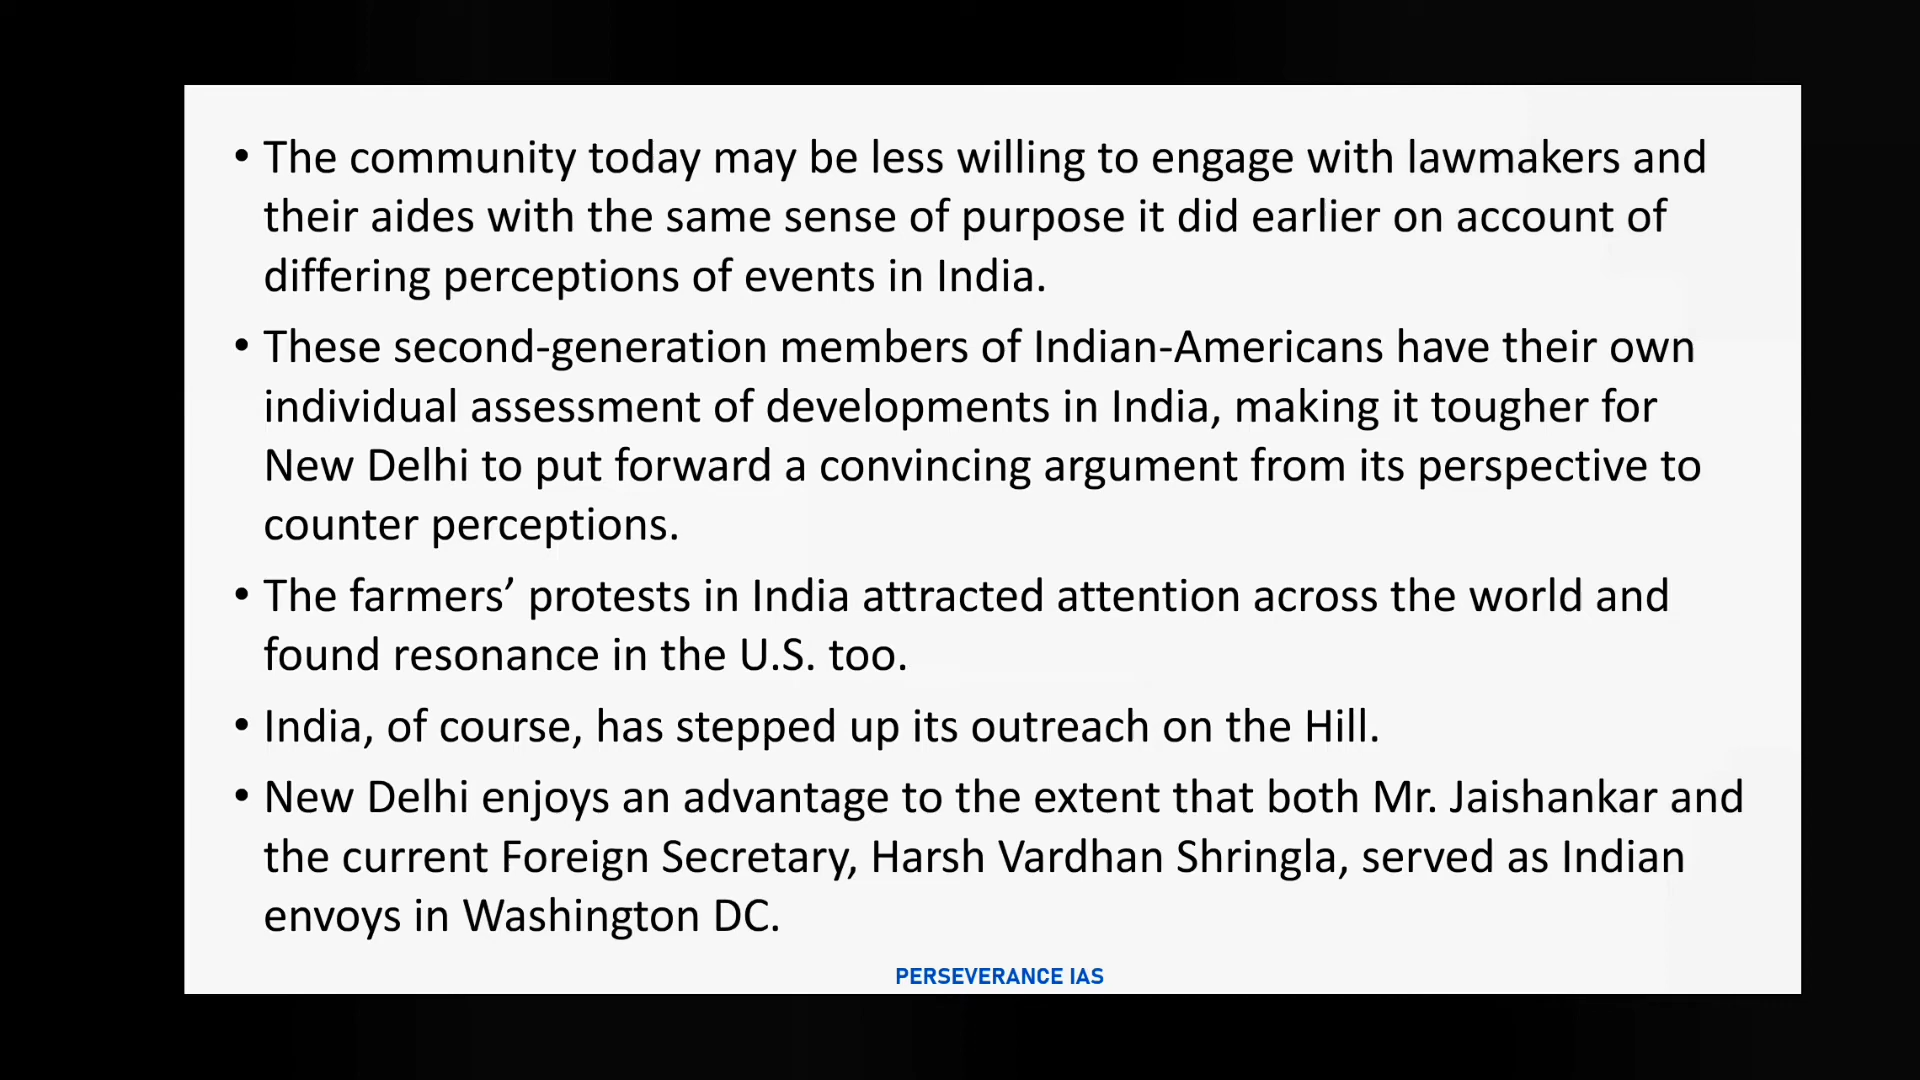 • The community today may be less willing to engage with lawmakers and
their aides with the same sense of purpose it did earlier on account of
differing perceptions of events in India.
• These second-generation members of Indian-Americans have their own
individual assessment of developments in India, making it tougher for
New Delhi to put forward a convincing argument from its perspective to
counter perceptions.
• The farmers’ protests in India attracted attention across the world and
found resonance in the U.S. too.
• India, of course, has stepped up its outreach on the Hill.
• New Delhi enjoys an advantage to the extent that both Mr. Jaishankar and
the current Foreign Secretary, Harsh Vardhan Shringla, served as Indian
envoys in Washington DC.
PERSEVERANCE IAS